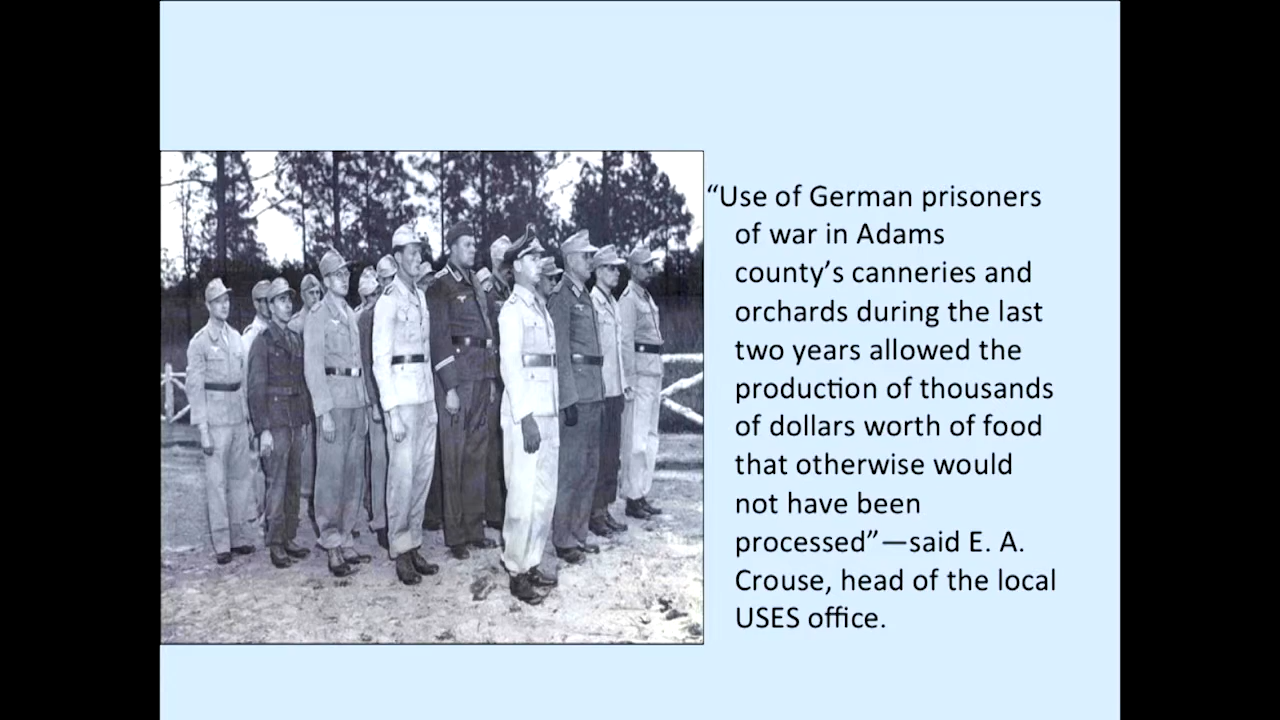 “Use of German prisoners
of war in Adams
county’s canneries and
orchards during the last
two years allowed the
production of thousands
of dollars worth of food
that otherwise would
not have been
processed”—said E. A.
Crouse, head of the local
USES office.